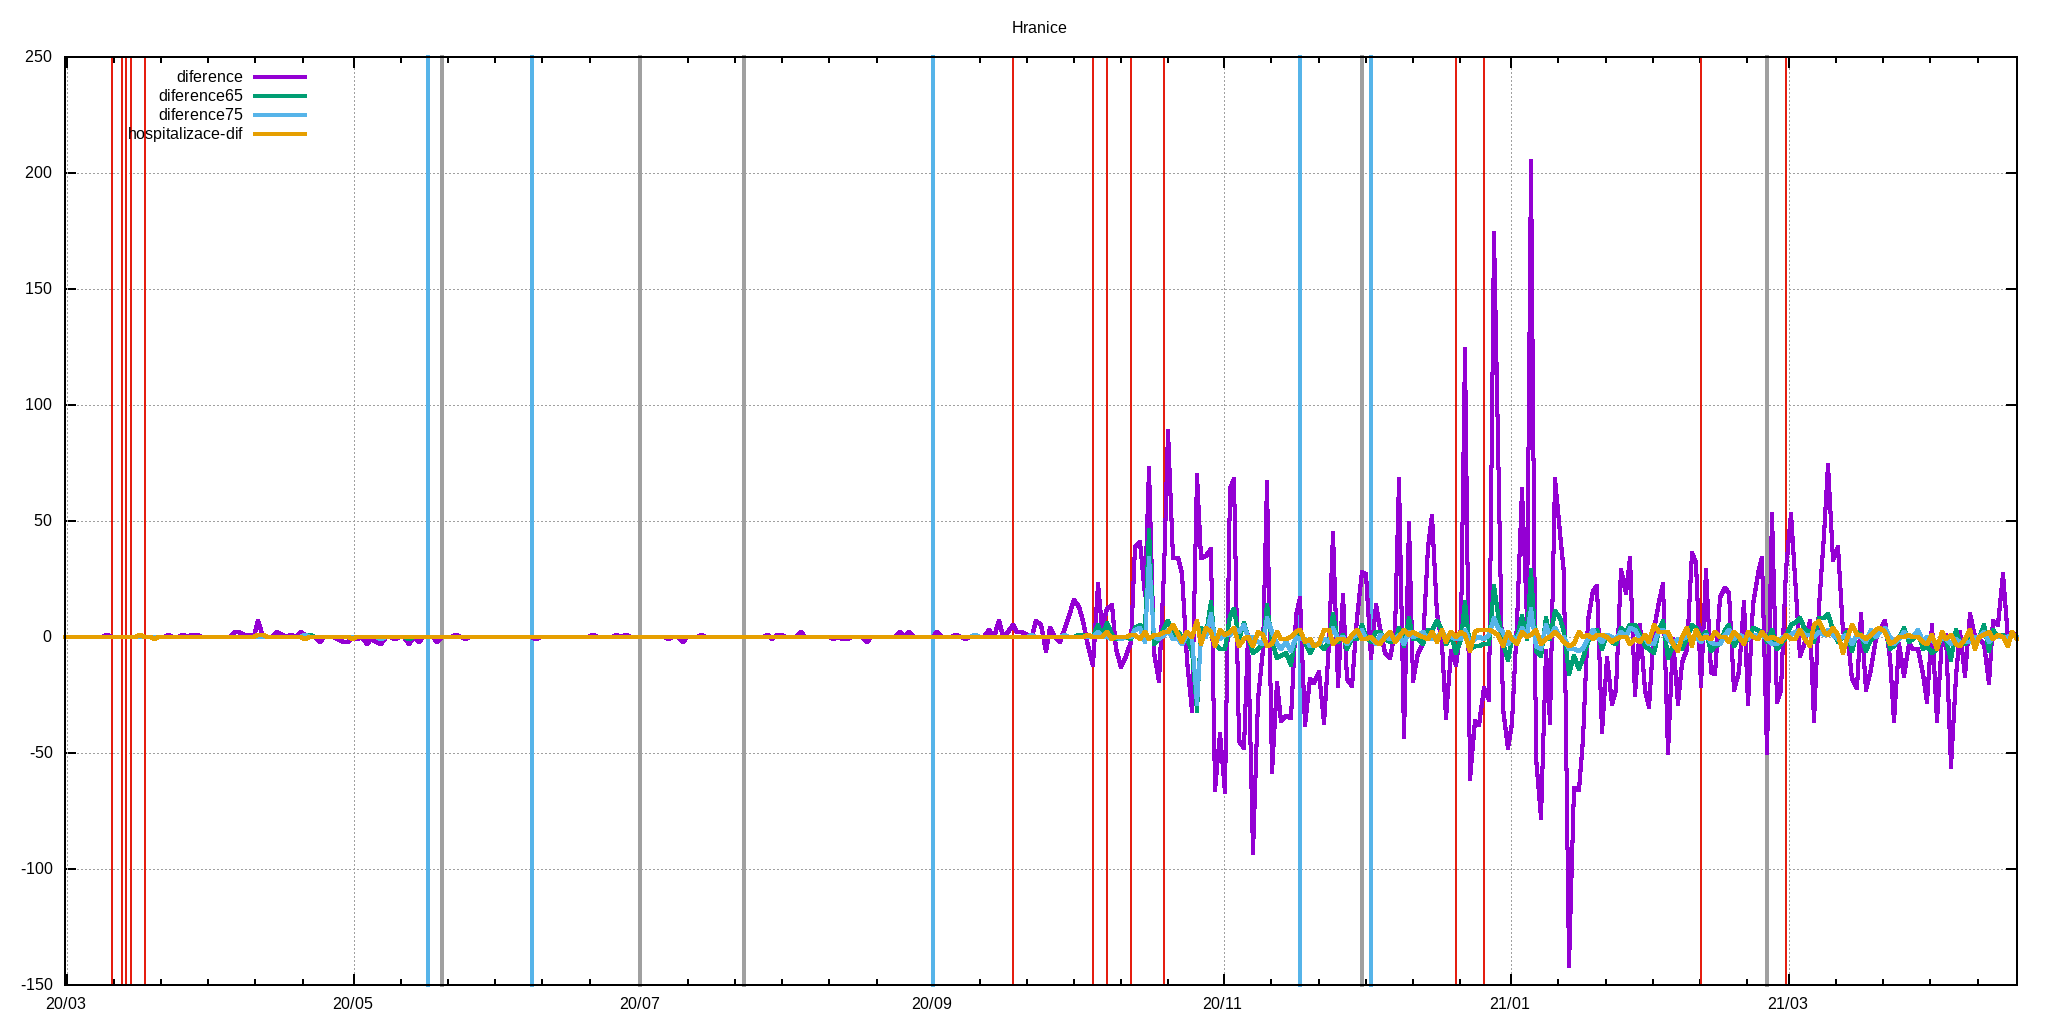 Hranice
250
diference
diference65
diference75
hospitalizace-dif
200
150
100
50
0
-50
-100
-150
20/03 20/05 20/07 20/09 20/11 21/01 21/03